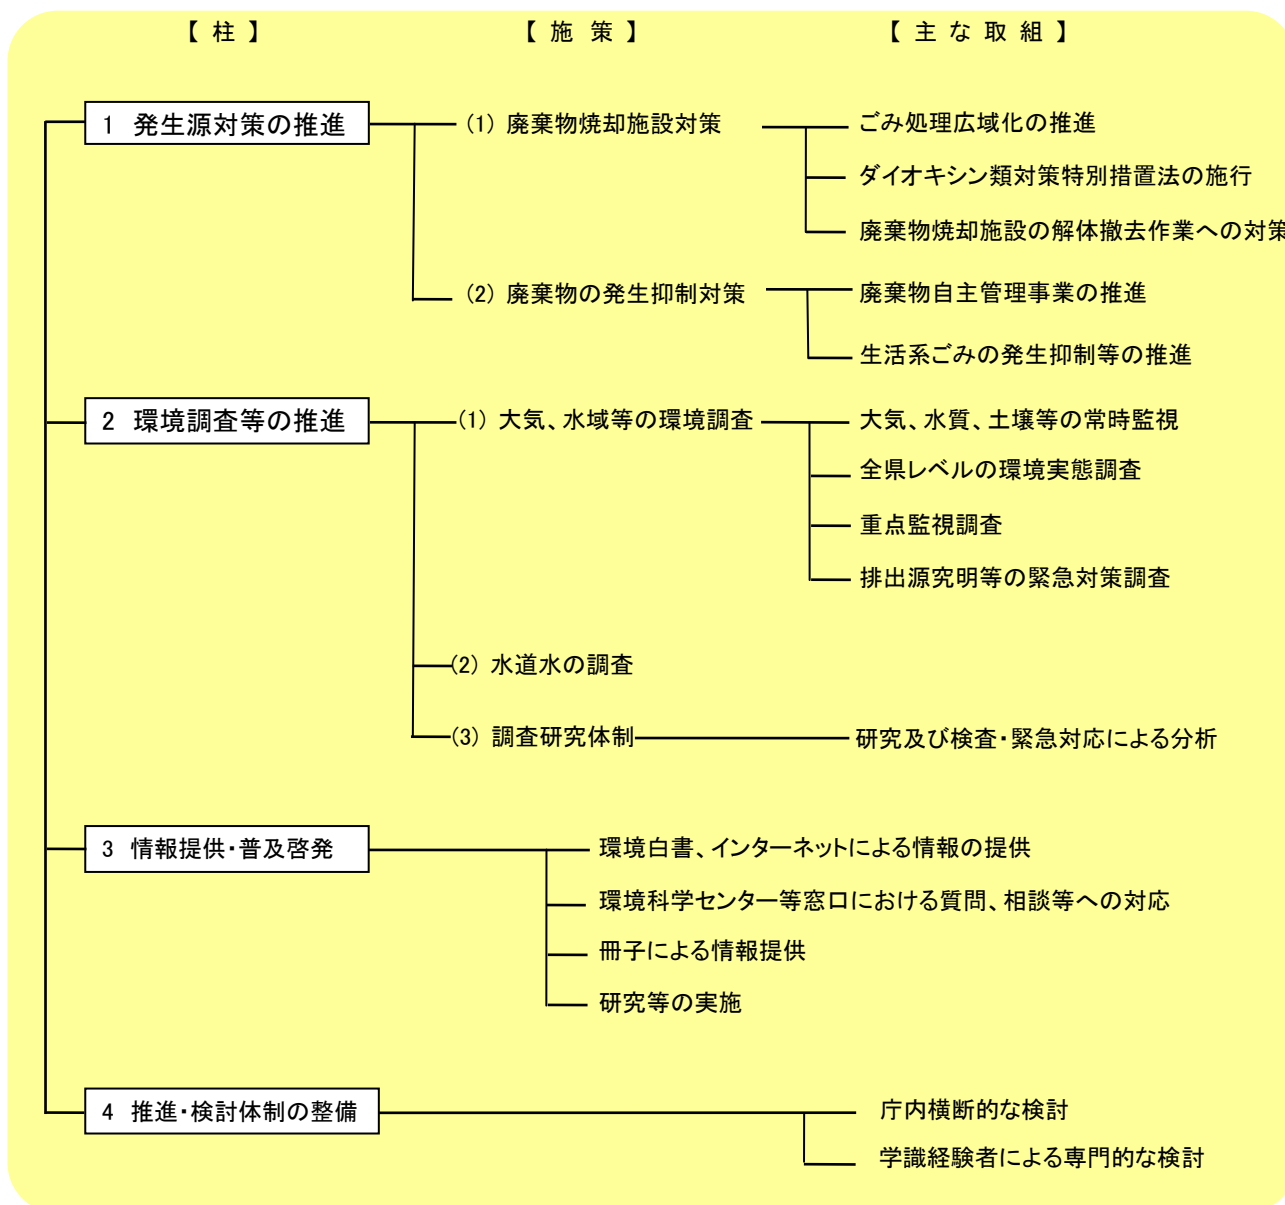 【 柱 】 【 施 策 】 【 主 な 取 組 】
1 発生源対策の推進 (1) 廃棄物焼却施設対策 ごみ処理広域化の推進
ダイオキシン類対策特別措置法の施行
廃棄物焼却施設の解体撤去作業への対策
(2) 廃棄物の発生抑制対策 廃棄物自主管理事業の推進
生活系ごみの発生抑制等の推進
2 環境調査等の推進 (1) 大気、水域等の環境調査 大気、水質、土壌等の常時監視
全県レベルの環境実態調査
重点監視調査
排出源究明等の緊急対策調査
(2) 水道水の調査
(3) 調査研究体制 研究及び検査・緊急対応による分析
3 情報提供・普及啓発 環境白書、インターネットによる情報の提供
環境科学センター等窓口における質問、相談等への対応
冊子による情報提供
研究等の実施
4 推進・検討体制の整備 庁内横断的な検討
学識経験者による専門的な検討